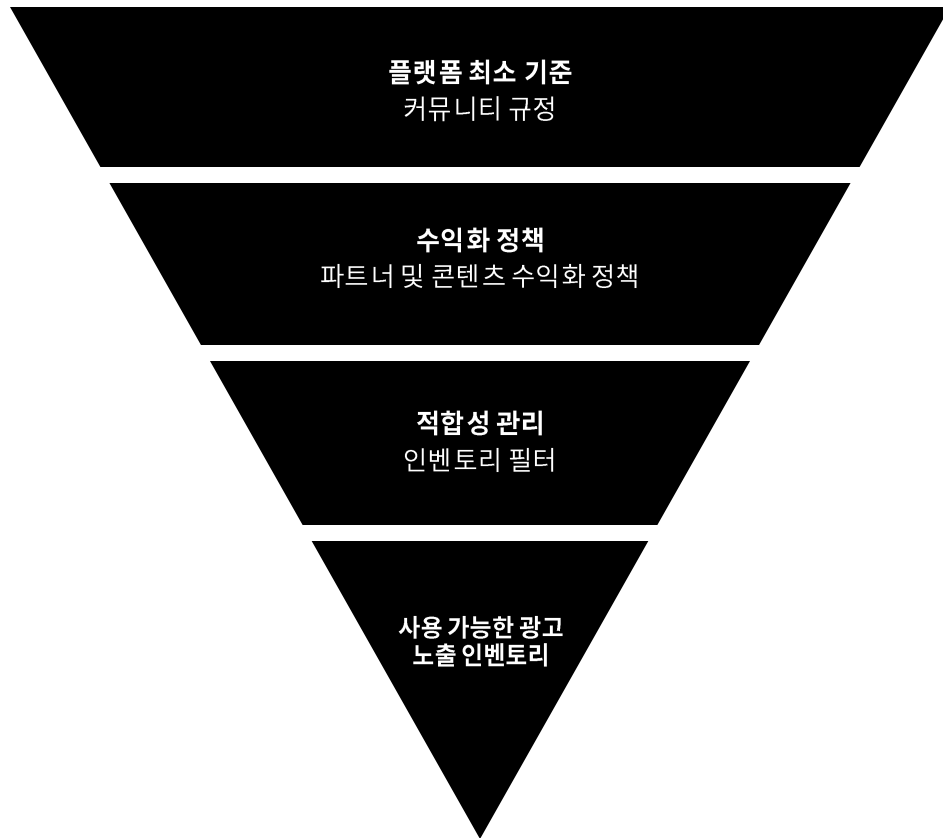 플랫폼 최소 기준
커뮤니티 규정
수익화 정책
파트너 및 콘텐츠 수익화 정책
적합성 관리
인벤토리 필터
사용 가능한 광고
노출 인벤토리